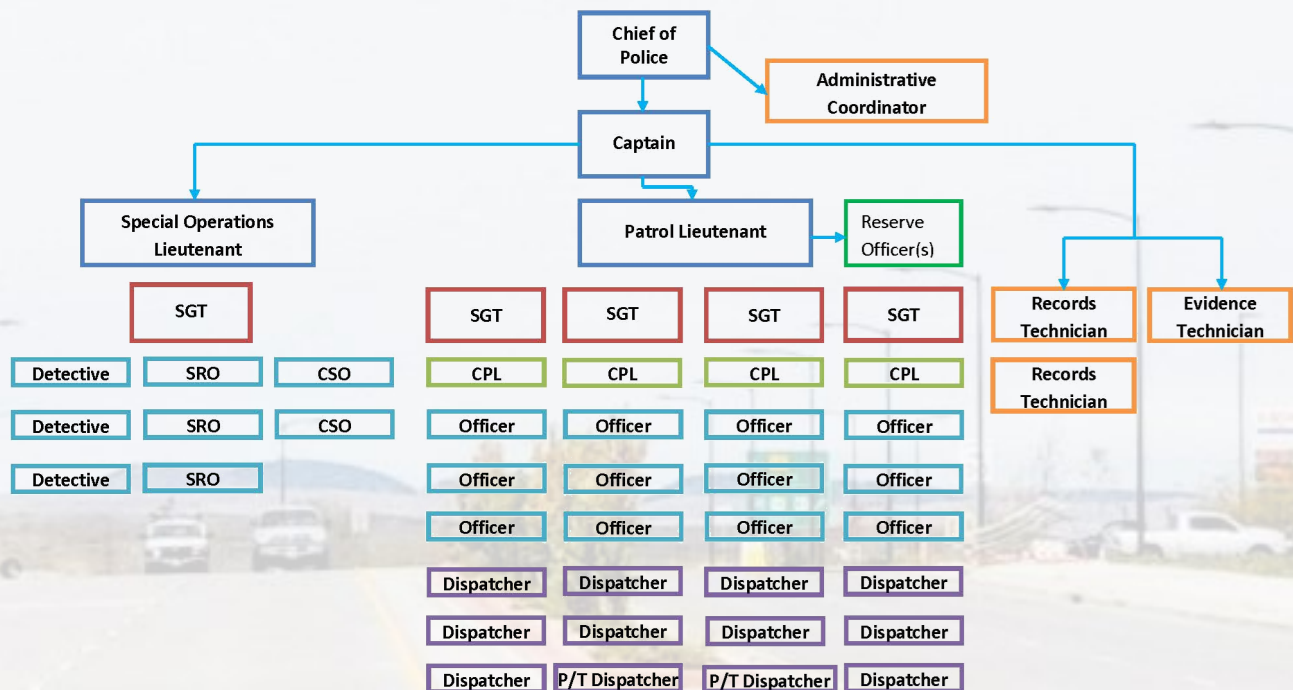 Chief of
Police
Administrative
Coordinator
Captain
Special Operations
Lieutenant
Patrol Lieutenant
Reserve
Officer(s)
SGT
SGT
SGT
SGT
SGT
Records
Technician
Evidence
Technician
Detective
SRO
CSO
CPL
CPL
CPL
CPL
Records
Technician
Detective
SRO
CSO
Officer
Officer
Officer
Officer
Detective
SRO
Officer
Officer
Officer
Officer
Officer
Officer
Officer
Officer
Dispatcher
Dispatcher
Dispatcher
Dispatcher
Dispatcher
Dispatcher
Dispatcher
Dispatcher
Dispatcher
P/T Dispatcher
P/T Dispatcher
Dispatcher